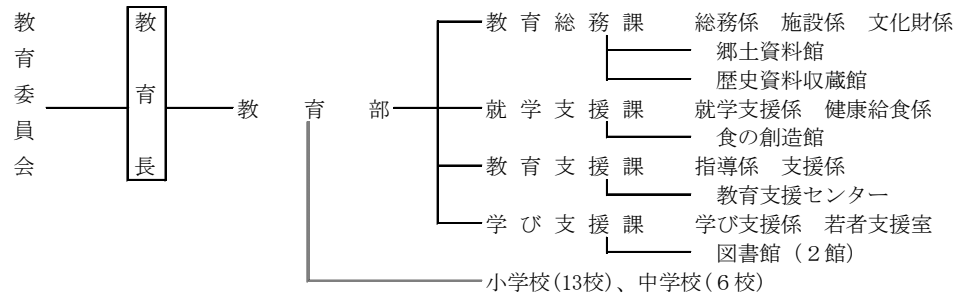 教育委員会
教育長
教育部
教育総務課　総務係　施設係　文化財係
郷土資料館
歴史資料収蔵館
就学支援課　就学支援係　健康給食係
食の創造館
教育支援課　指導係　支援係
教育支援センター
学び支援課　学び支援係　若者支援室
図書館（２館）
小学校(13校)、中学校(６校)